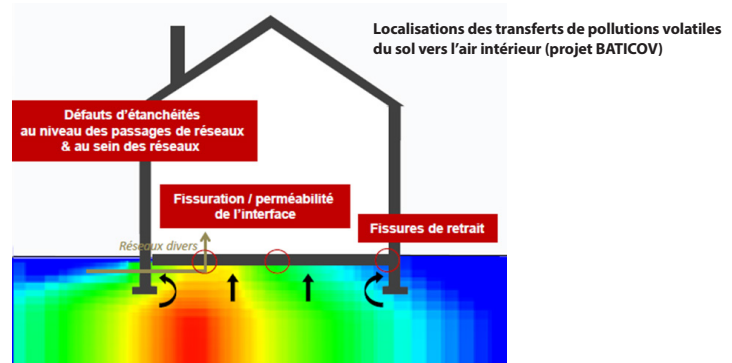 Localisations des transferts de pollutions volatiles
du sol vers l’air intérieur (projet BATICOV)
Défauts d’étanchéités
au niveau des passages de réseaux
& au sein des réseaux
Fissuration / perméabilité
de l’interface
Fissures de retrait
Réseaux divers